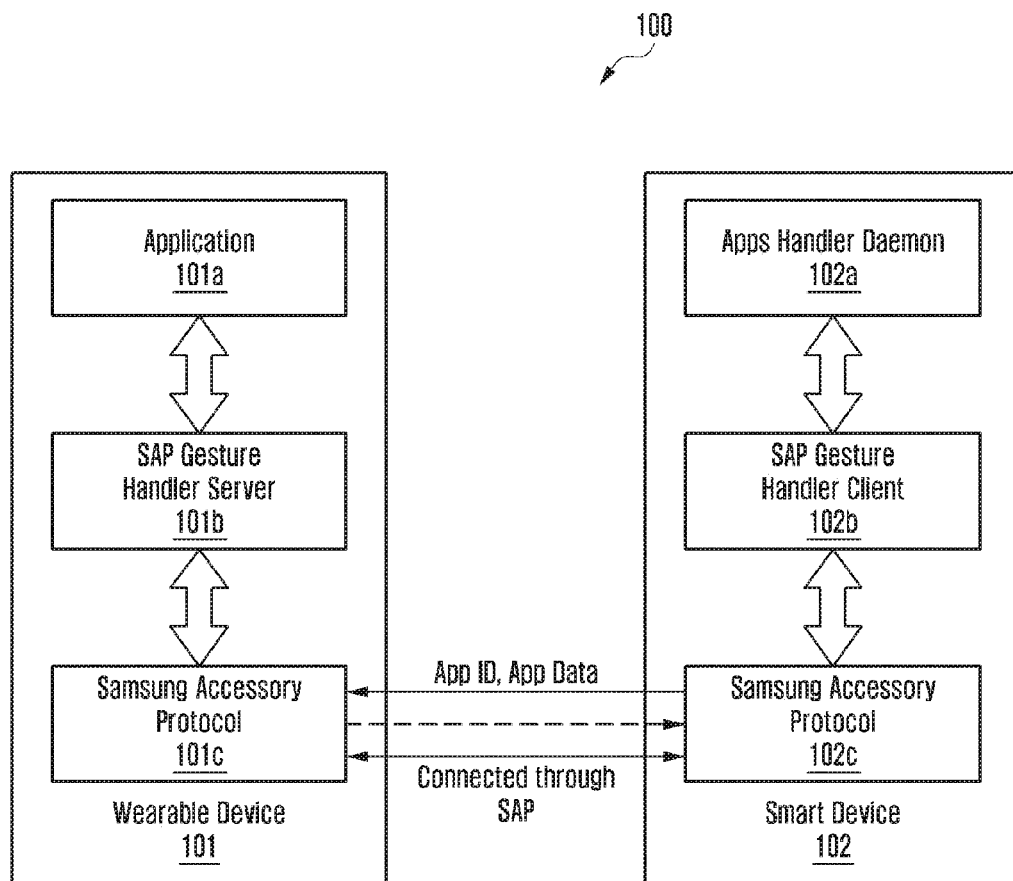 100
Application
101a
Apps Handler Daemon
102a
SAP Gesture
Handler Server
101b
SAP Gesture
Handler Client
102b
App ID, App Data
Samsung Accessory
Protocol
101c
Samsung Accessory
Protocol
102c
Connected through
SAP
Wearable Device
101
Smart Device
102